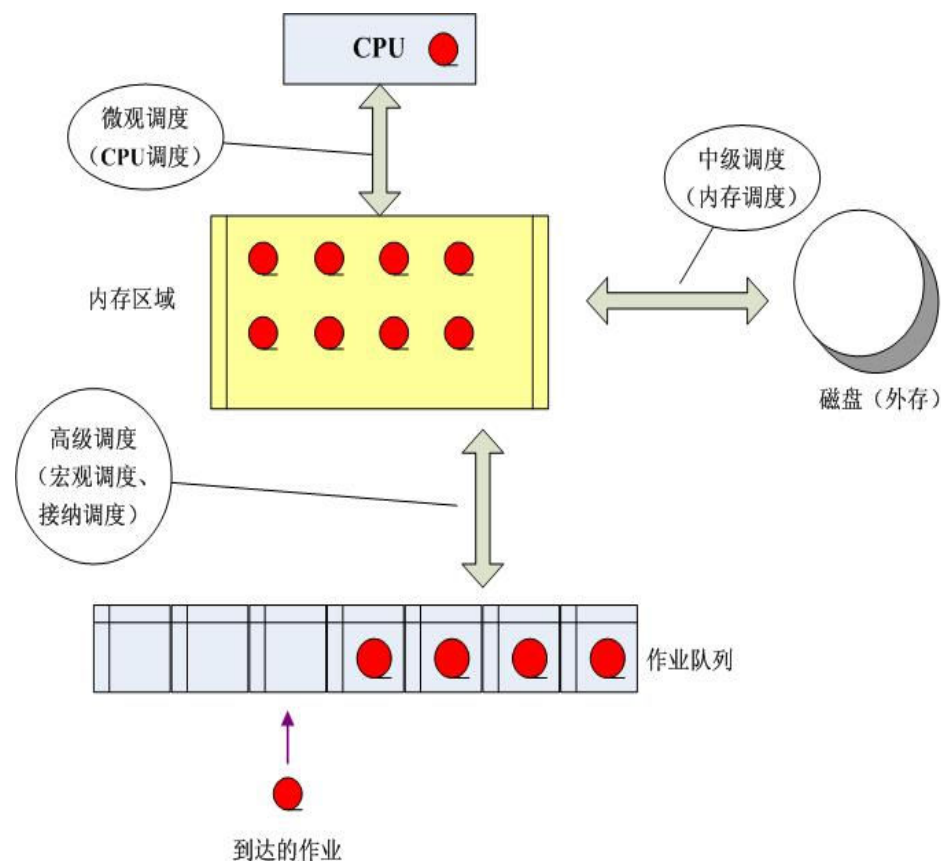 CPU
微观调度
（CPU调度）
中级调度
（内存调度）
内存区域
磁盘（外存）
高级调度
（宏观调度、
接纳调度）
作业队列
到达的作业